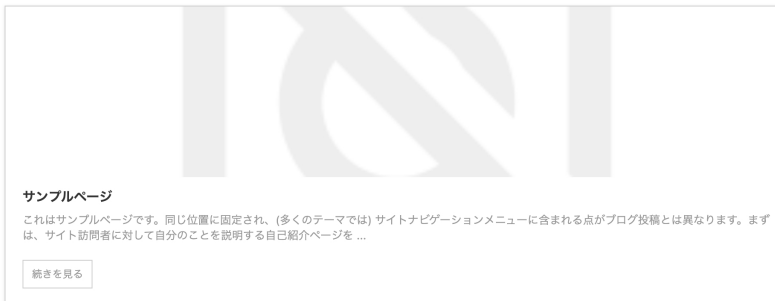 サンプルページ
これはサンプルページです。同じ位置に固定され、(多くのテーマでは) サイトナビゲーションメニューに含まれる点がブログ投稿とは異なります。まず
は、サイト訪問者に対して自分のことを説明する自己紹介ページを ...
続きを見る